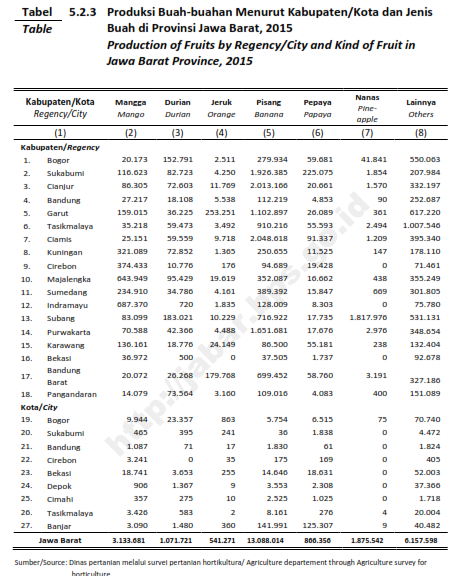 Tabel 5.2.3 Produksi Buah-buahan Menurut Kabupaten/Kota dan Jenis
Table Buah di Provinsi Jawa Barat, 2015
Production of Fruits by Regency/City and Kind of Fruit in
Jawa Barat Province, 2015
Kabupaten/Kota Mangga Durian Jeruk Pisang Pepaya Nanas Lainnya
Regency/City Mango Durian Orange Banana Papaya Pine-apple Others
(1) (2) (3) (4) (5) (6) (7) (8)
Kabupaten/Regency
1. Bogor 20.173 152.791 2.511 279.934 59.681 41.841 550.063
2. Sukabumi 116.623 82.723 4.250 1.926.385 225.075 1.854 207.984
3. Cianjur 86.305 72.603 11.769 2.013.166 20.661 1.570 332.197
4. Bandung 27.217 18.108 5.538 112.219 4.853 90 252.687
5. Garut 159.015 36.225 253.251 1.102.897 26.089 361 617.220
6. Tasikmalaya 35.218 59.473 3.492 910.216 55.593 2.494 1.007.546
7. Ciamis 25.151 59.559 9.718 2.048.618 91.337 1.209 395.340
8. Kuningan 321.089 72.852 1.365 250.655 11.525 147 178.110
9. Cirebon 374.433 10.776 176 94.689 19.428 0 71.461
10. Majalengka 643.949 95.429 19.619 352.087 16.662 438 355.249
11. Sumedang 234.910 34.786 4.161 389.392 15.847 669 301.805
12. Indramayu 687.370 720 1.835 128.009 8.303 0 75.780
13. Subang 83.099 183.021 10.229 716.922 17.735 1.817.976 531.131
14. Purwakarta 70.588 42.366 4.488 1.651.681 17.676 2.976 348.654
15. Karawang 136.161 18.776 24.149 86.500 55.181 238 132.404
16. Bekasi 36.972 500 0 37.505 1.737 0 92.678
17. Bandung Barat 20.072 26.268 179.768 699.452 58.760 3.191 327.186
18. Pangandaran 14.079 73.564 3.160 109.016 4.083 400 151.089
Kota/City
19. Bogor 9.944 23.357 863 5.754 6.515 75 70.740
20. Sukabumi 465 395 241 36 1.838 0 4.472
21. Bandung 1.087 71 17 1.830 61 0 1.824
22. Cirebon 3.241 0 35 175 169 0 405
23. Bekasi 18.741 3.653 255 14.646 18.631 0 52.003
24. Depok 906 1.367 9 3.553 2.308 0 37.366
25. Cimahi 357 275 10 2.525 1.025 0 1.718
26. Tasikmalaya 3.426 583 2 8.161 276 4 20.004
27. Banjar 3.090 1.480 360 141.991 125.307 9 40.482
Jawa Barat 3.133.681 1.071.721 541.271 13.088.014 866.356 1.875.542 6.157.598
Sumber/Source: Dinas pertanian melalui survei pertanian hortikultura/ Agriculture departement through Agriculture survey for
horticulture
http://jabar.bps.go.id